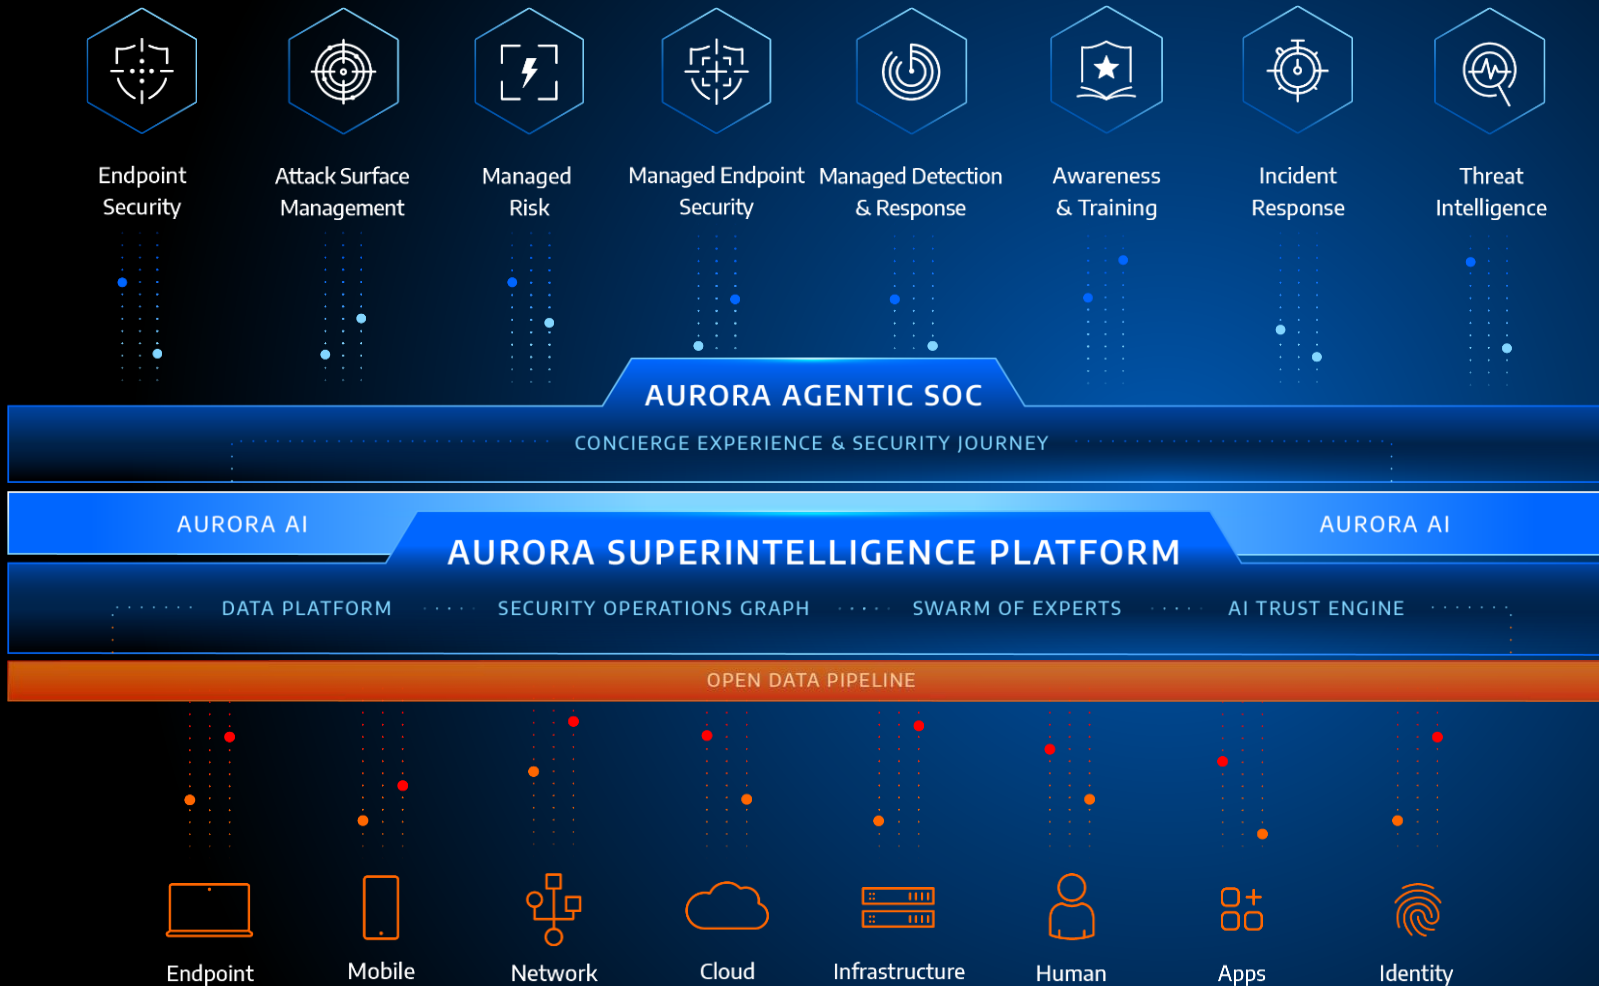 Endpoint
Security
Attack Surface
Management
Managed
Risk
Managed Endpoint
Security
Managed Detection
& Response
Awareness
& Training
Incident
Response
Threat
Intelligence
AURORA AGENTIC SOC
CONCIERGE EXPERIENCE & SECURITY JOURNEY
AURORA AI
AURORA AI
AURORA SUPERINTELLIGENCE PLATFORM
DATA PLATFORM
SECURITY OPERATIONS GRAPH
SWARM OF EXPERTS
AI TRUST ENGINE
OPEN DATA PIPELINE
Endpoint
Mobile
Network
Cloud
Infrastructure
Human
Apps
Identity